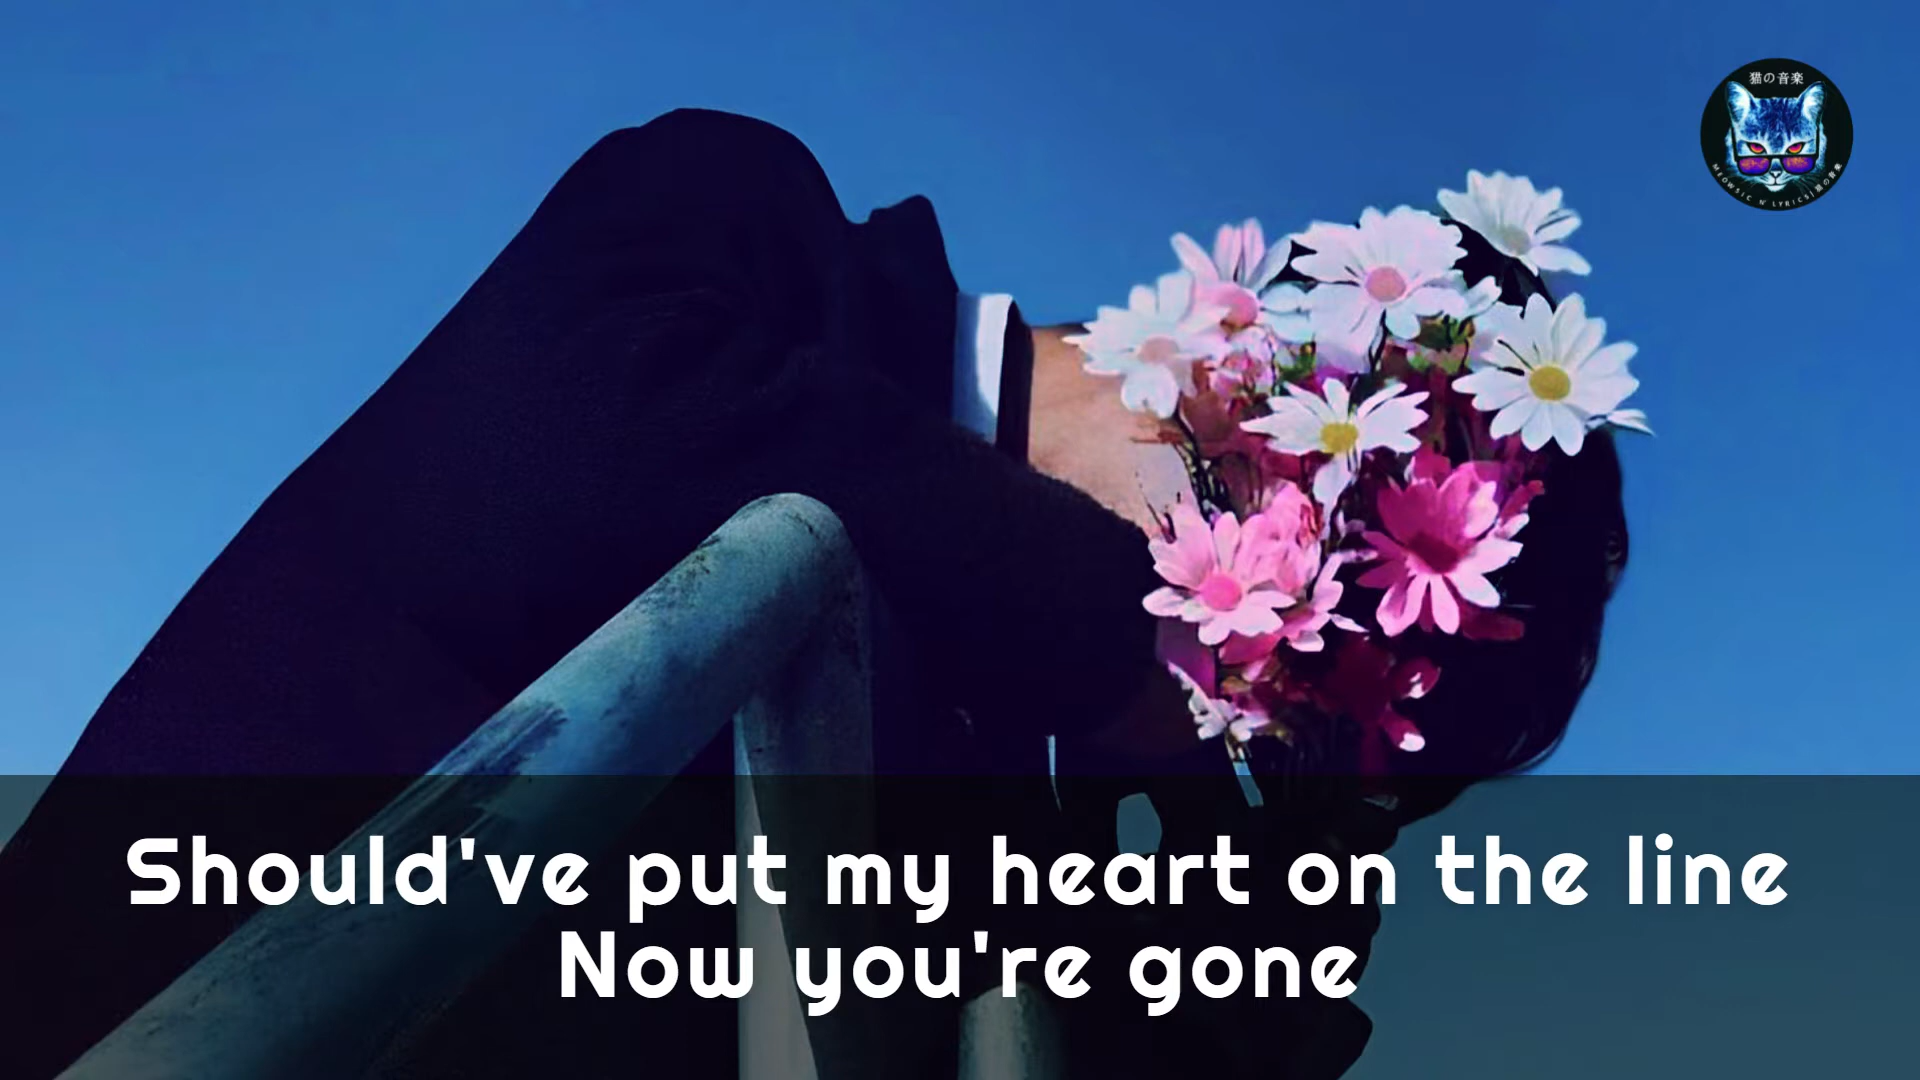 猫の音楽
MEOWSIC N' LYRICS | 猫の音楽
Should've put my heart on the line
Now you're gone